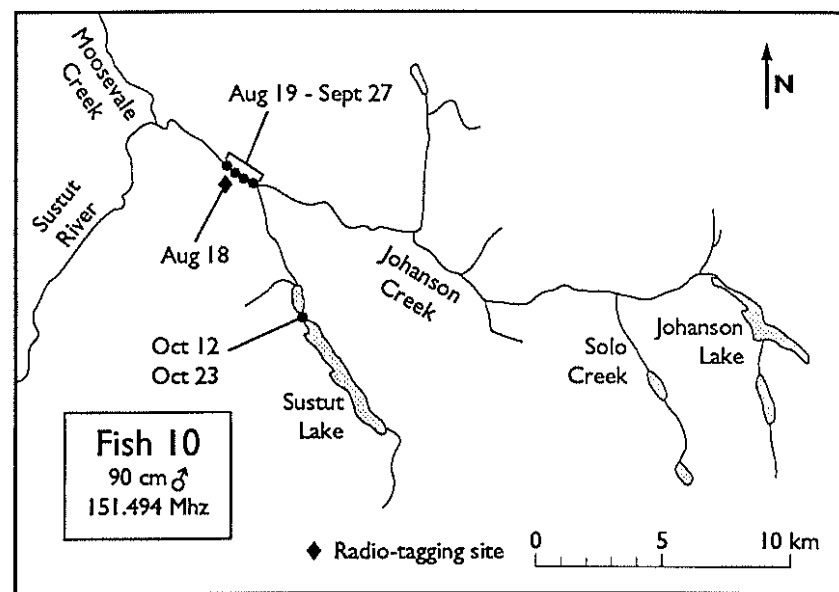 Moosevale
Creek
Aug 19 - Sept 27
N
Sustut
River
Aug 18
Johanson
Creek
Oct 12
Oct 23
Sustut
Lake
Solo
Creek
Johanson
Lake
Fish 10
90 cm ♂
151.494 Mhz
♦ Radio-tagging site
0 5 10 km